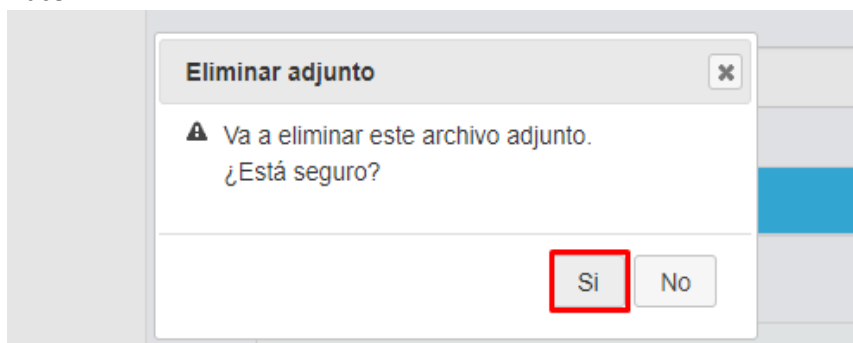 Eliminar adjunto
Va a eliminar este archivo adjunto.
¿Está seguro?
Si No